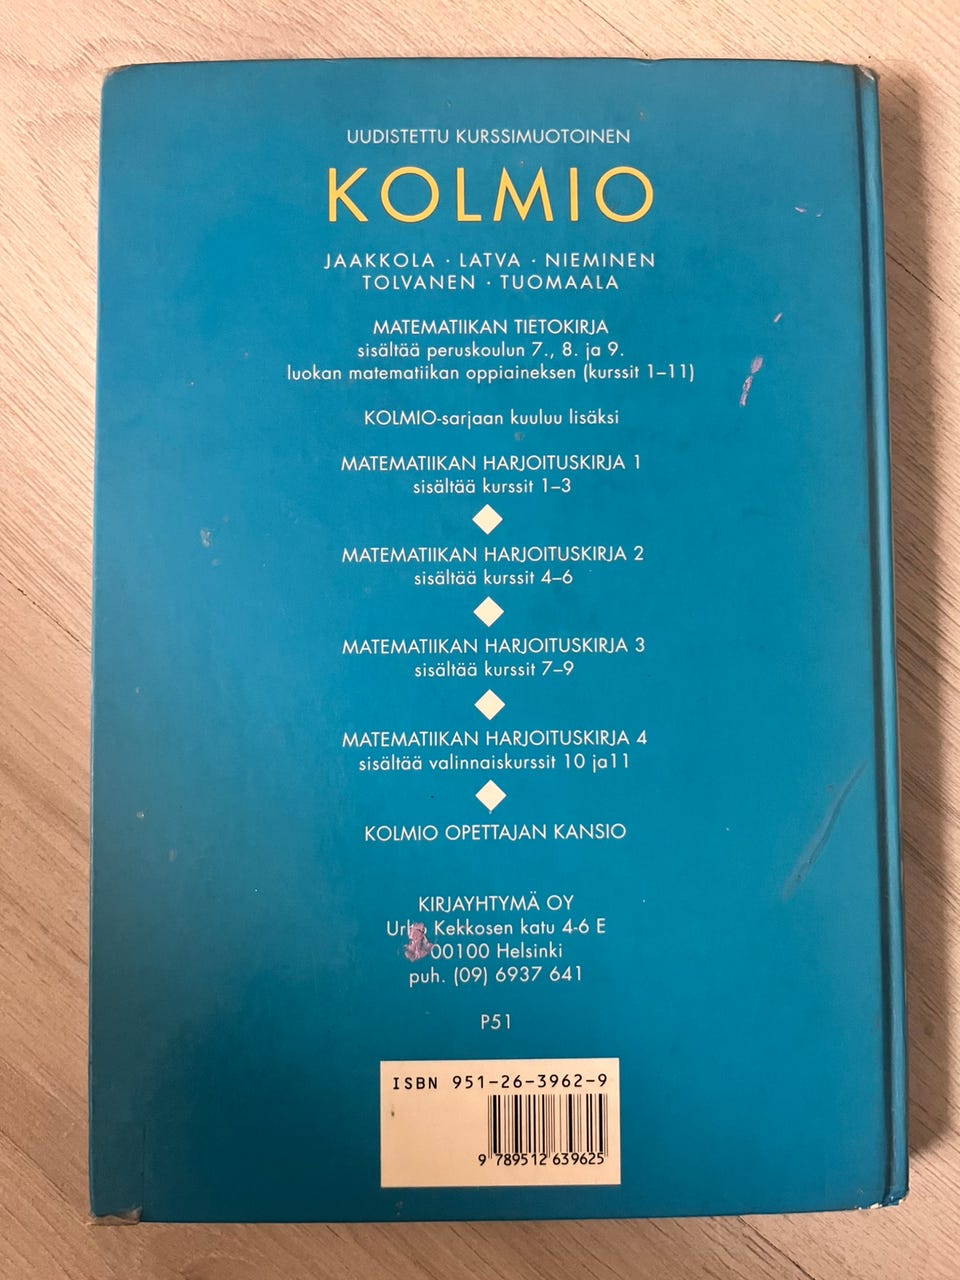 UUDISTETTU KURSSIMUOTOINEN
KOLMIO
JAAKKOLA · LATVA · NIEMINEN
TOLVANEN · TUOMAALA
MATEMATIIKAN TIETOKIRJA
sisältää peruskoulun 7., 8. ja 9.
luokan matematiikan oppiaineksen (kurssit 1–11)
KOLMIO-sarjaan kuuluu lisäksi
MATEMATIIKAN HARJOITUSKIRJA 1
sisältää kurssit 1–3
MATEMATIIKAN HARJOITUSKIRJA 2
sisältää kurssit 4–6
MATEMATIIKAN HARJOITUSKIRJA 3
sisältää kurssit 7–9
MATEMATIIKAN HARJOITUSKIRJA 4
sisältää valinnaiskurssit 10 ja11
KOLMIO OPETTAJAN KANSIO
KIRJAYHTYMÄ OY
Urho Kekkosen katu 4-6 E
00100 Helsinki
puh. (09) 6937 641
P51
ISBN 951-26-3962-9
9 789512 639625